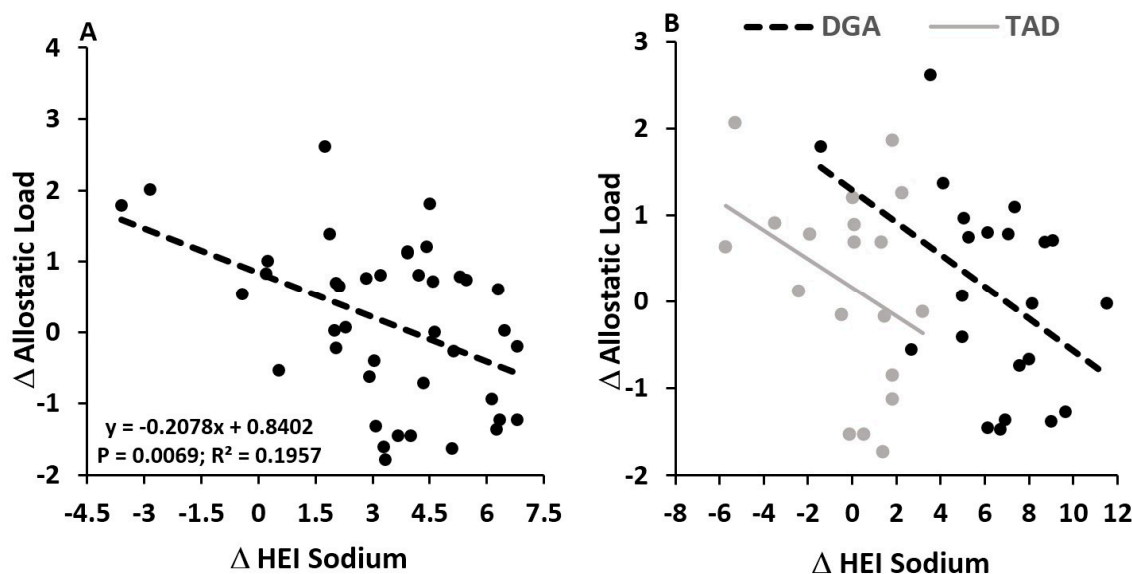 A
4
3
2
1
0
-1
-2
Δ Allostatic Load
y = -0.2078x + 0.8402
P = 0.0069; R² = 0.1957
-4.5 -3 -1.5 0 1.5 3 4.5 6 7.5
Δ HEI Sodium
B
DGA TAD
3
2
1
0
-1
-2
Δ Allostatic Load
-8 -6 -4 -2 0 2 4 6 8 10 12
Δ HEI Sodium